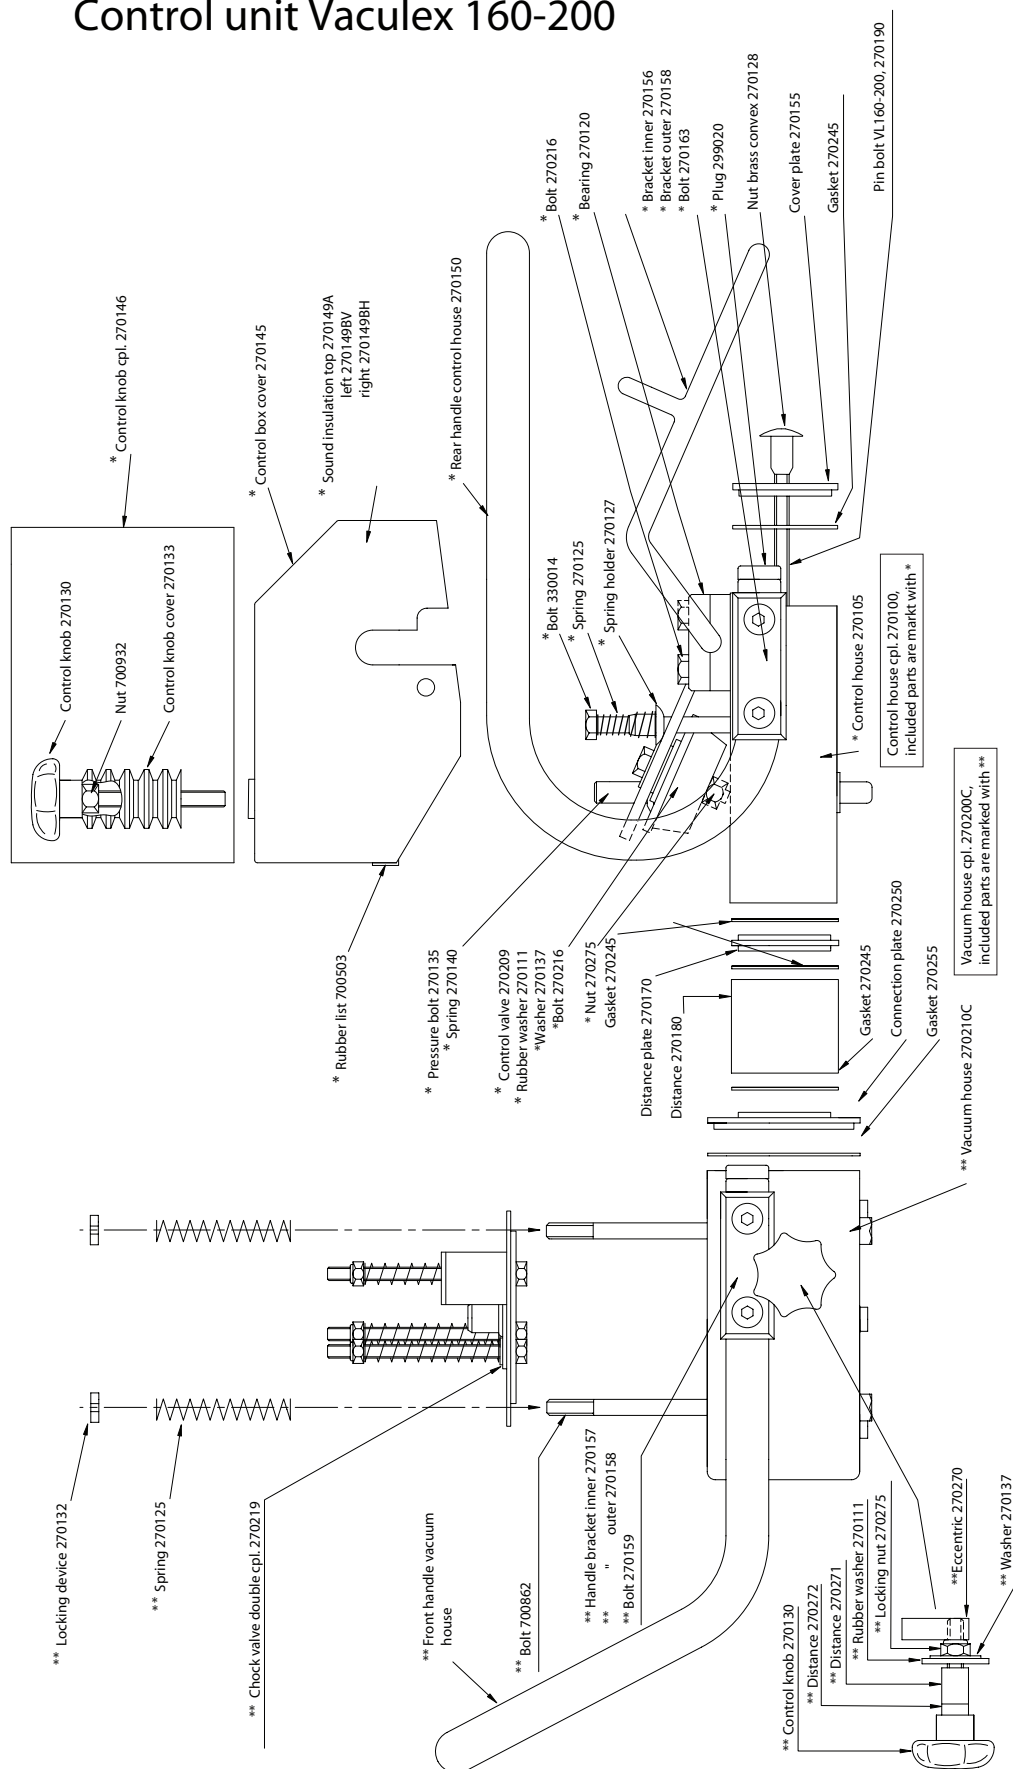 Control unit Vaculex 160-200
* Control knob cpl. 270146
Control knob 270130
Nut 700932
Control knob cover 270133
* Control box cover 270145
* Sound insulation top 270149A
left 270149BV
right 270149BH
* Rear handle control house 270150
* Bolt 270216
* Bearing 270120
* Bracket inner 270156
* Bracket outer 270158
* Bolt 270163
* Plug 299020
Nut brass convex 270128
Cover plate 270155
Gasket 270245
Pin bolt VL160-200, 270190
* Bolt 330014
* Spring 270125
* Spring holder 270127
* Control house 270105
Control house cpl. 270100,
included parts are markt with *
* Rubber list 700503
* Pressure bolt 270135
* Spring 270140
* Control valve 270209
* Rubber washer 270111
*Washer 270137
*Bolt 270216
* Nut 270275
Gasket 270245
Distance plate 270170
Distance 270180
Gasket 270245
Connection plate 270250
Gasket 270255
Vacuum house cpl. 270200C,
included parts are marked with **
** Vacuum house 270210C
** Locking device 270132
** Spring 270125
** Chock valve double cpl. 270219
** Front handle vacuum
house
** Bolt 700862
** Handle bracket inner 270157
** " outer 270158
** Bolt 270159
** Control knob 270130
** Distance 270272
** Distance 270271
** Rubber washer 270111
** Locking nut 270275
**Eccentric 270270
** Washer 270137